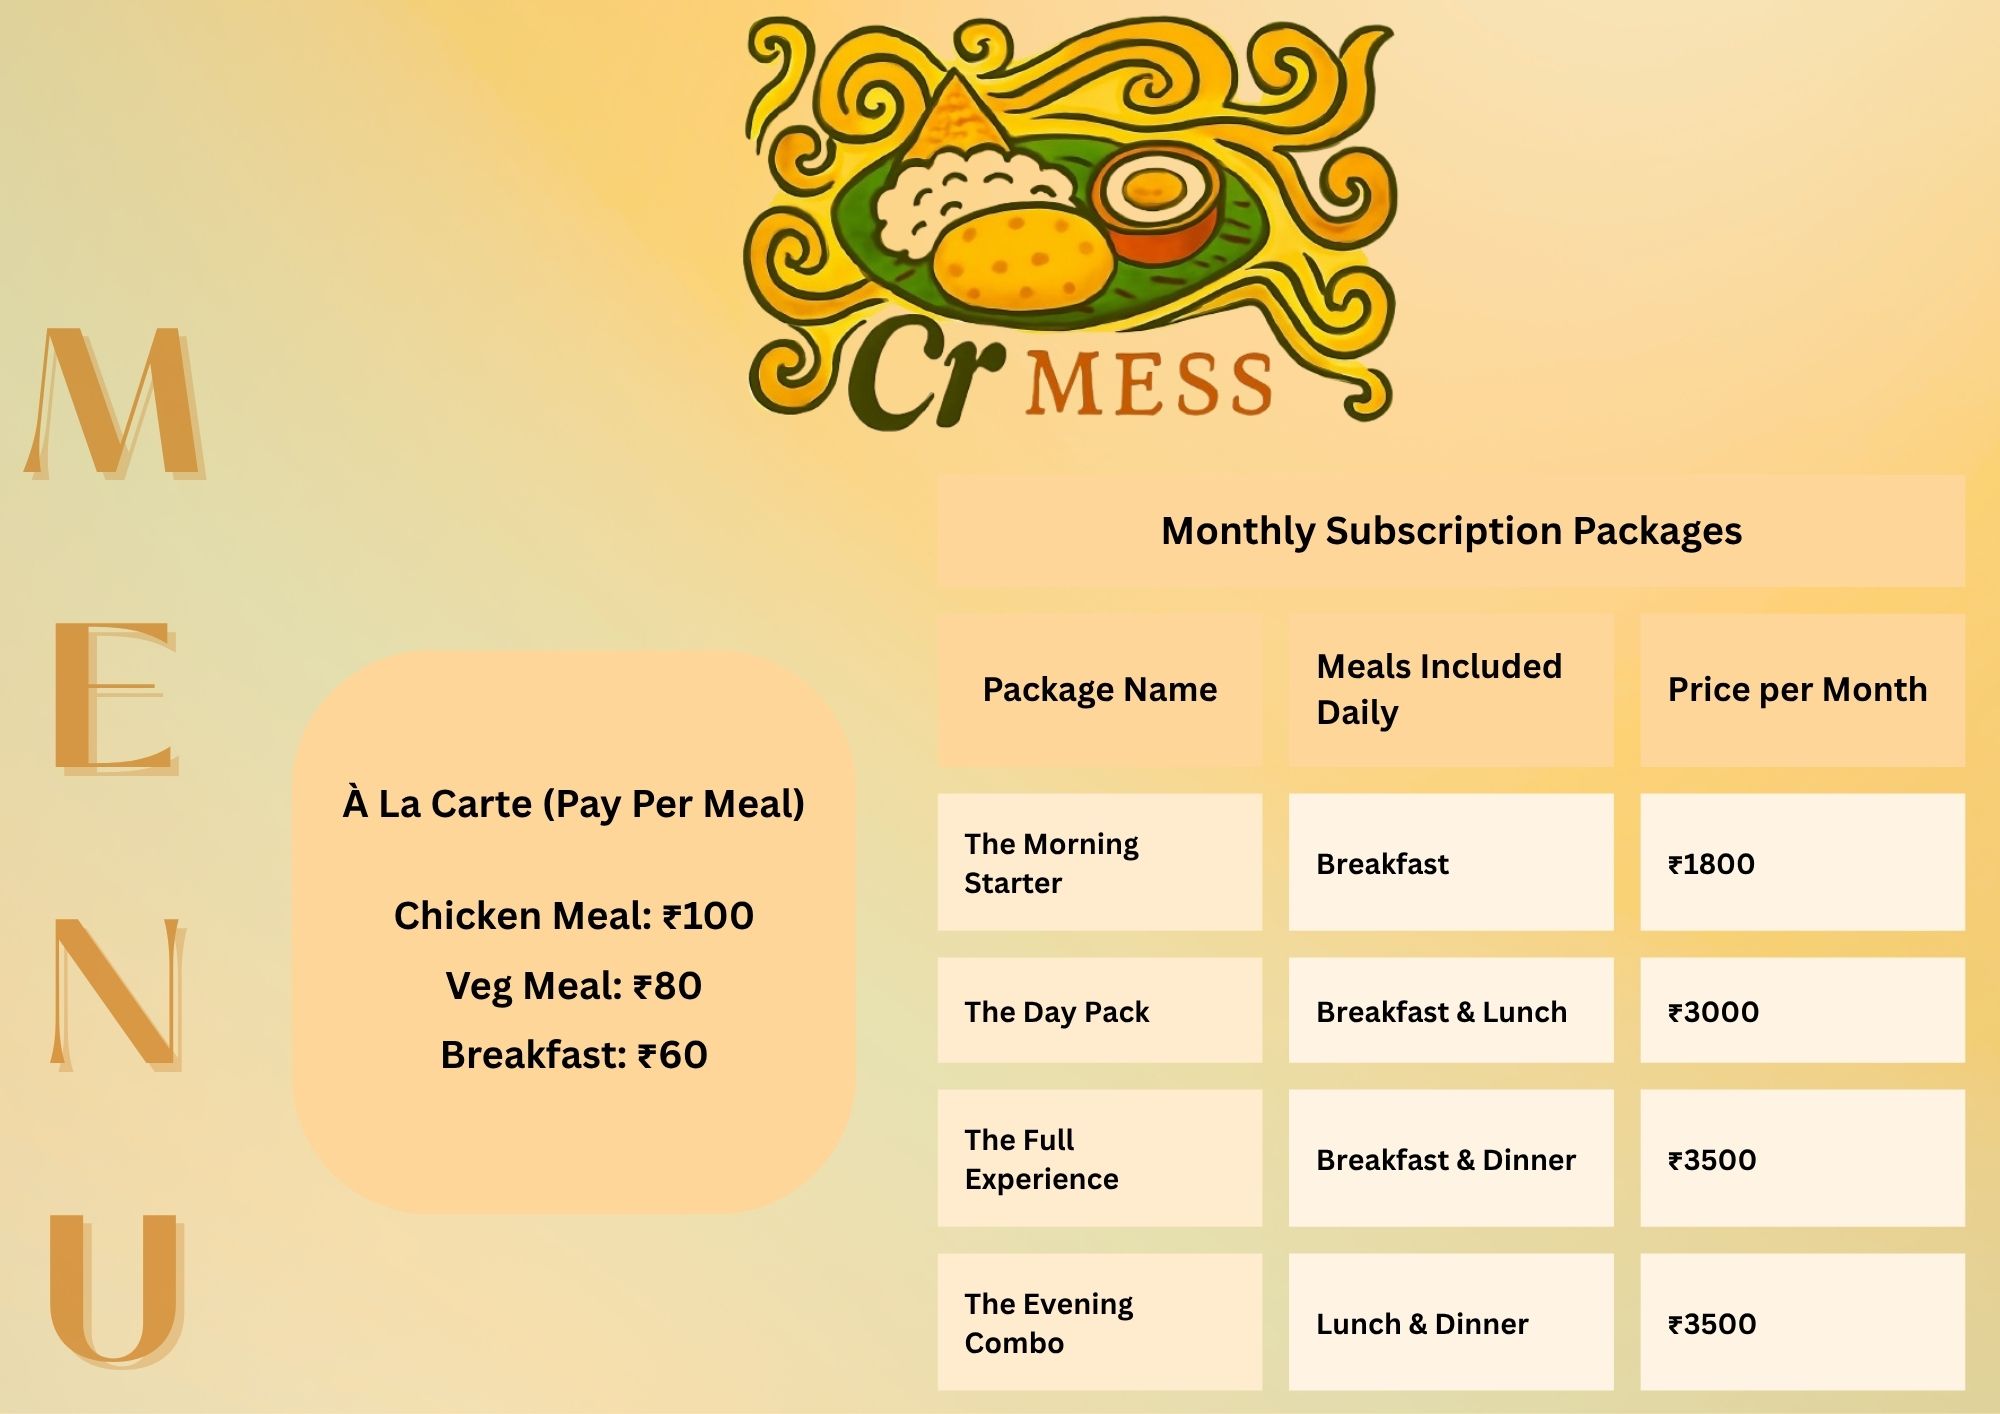 Cr MESS
M
E
N
U
À La Carte (Pay Per Meal)
Chicken Meal: ₹100
Veg Meal: ₹80
Breakfast: ₹60
Monthly Subscription Packages
Package Name
Meals Included
Daily
Price per Month
The Morning
Starter
Breakfast
₹1800
The Day Pack
Breakfast & Lunch
₹3000
The Full
Experience
Breakfast & Dinner
₹3500
The Evening
Combo
Lunch & Dinner
₹3500